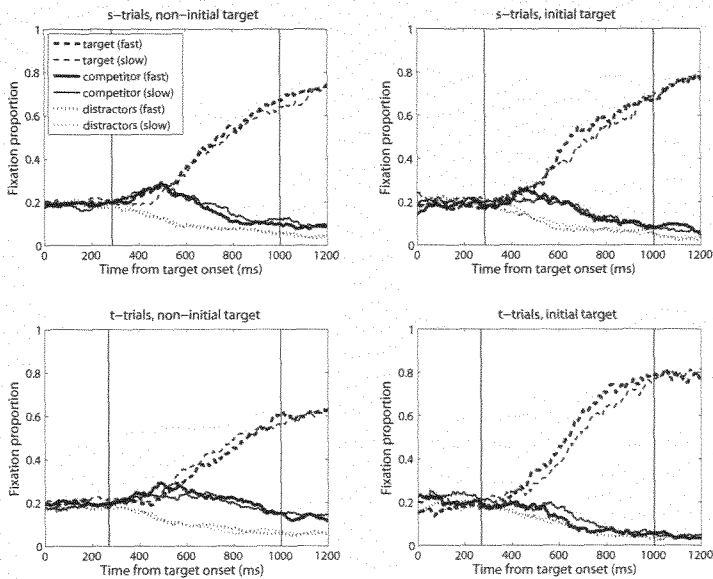 s−trials, non−initial target
1
0.8
0.6
0.4
0.2
0
Fixation proportion
target (fast)
target (slow)
competitor (fast)
competitor (slow)
distractors (fast)
distractors (slow)
0 200 400 600 800 1000 1200
Time from target onset (ms)
s−trials, initial target
1
0.8
0.6
0.4
0.2
0
Fixation proportion
0 200 400 600 800 1000 1200
Time from target onset (ms)
t−trials, non−initial target
1
0.8
0.6
0.4
0.2
0
Fixation proportion
0 200 400 600 800 1000 1200
Time from target onset (ms)
t−trials, initial target
1
0.8
0.6
0.4
0.2
0
Fixation proportion
0 200 400 600 800 1000 1200
Time from target onset (ms)